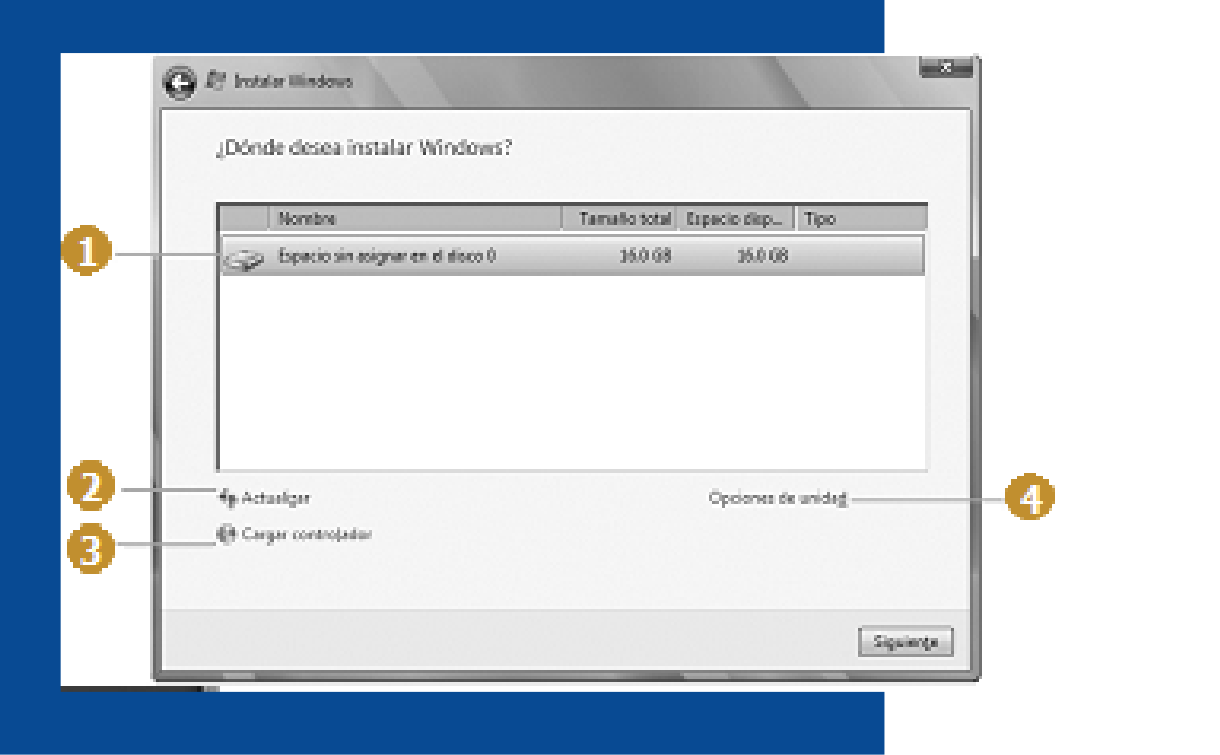 Instalar Windows
¿Dónde desea instalar Windows?
Nombre Tamaño total Espacio disp... Tipo
1
Espacio sin asignar en el disco 0 16.0 GB 16.0 GB
2
Actualizar Opciones de unidad
4
3
Cargar controlador
Siguiente